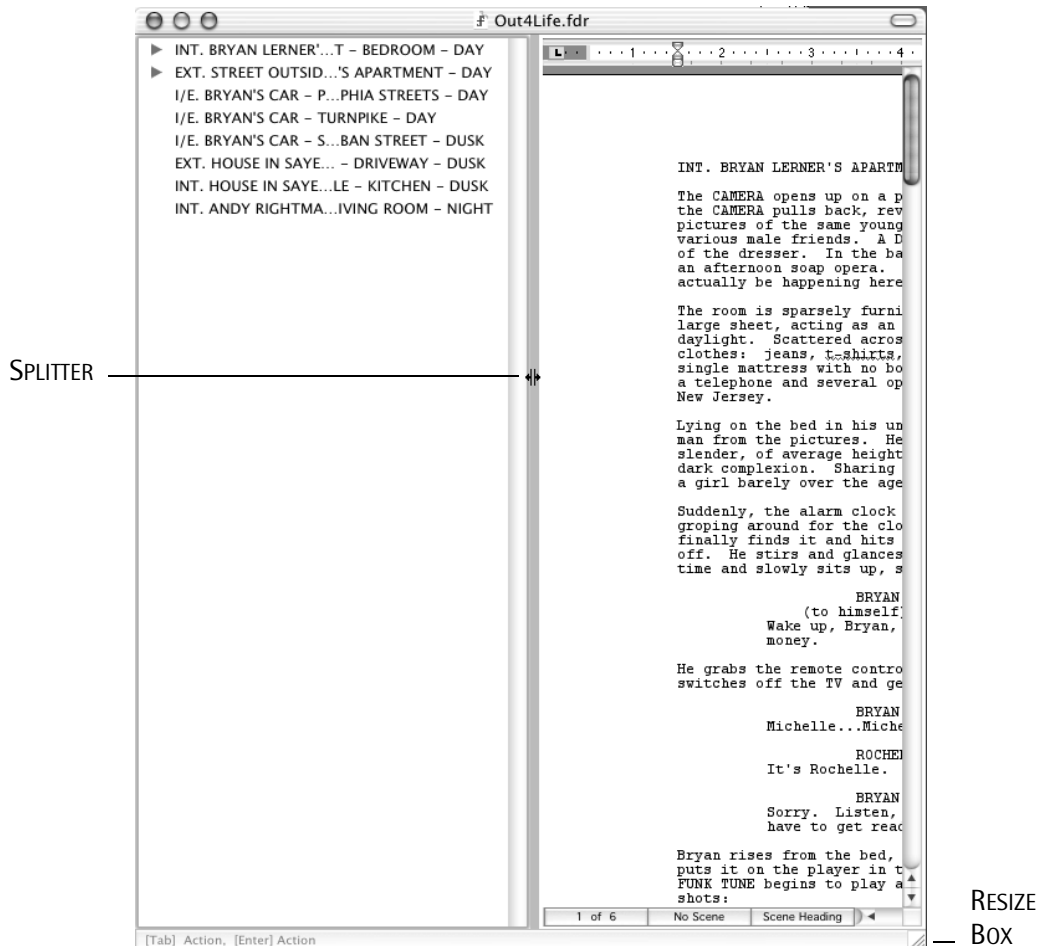 Out4Life.fdr
INT. BRYAN LERNER'...T – BEDROOM – DAY
EXT. STREET OUTSID...'S APARTMENT – DAY
I/E. BRYAN'S CAR – P...PHIA STREETS – DAY
I/E. BRYAN'S CAR – TURNPIKE – DAY
I/E. BRYAN'S CAR – S...BAN STREET – DUSK
EXT. HOUSE IN SAYE... – DRIVEWAY – DUSK
INT. HOUSE IN SAYE...LE – KITCHEN – DUSK
INT. ANDY RIGHTMA...IVING ROOM – NIGHT
SPLITTER
L 1 2 3 4
INT. BRYAN LERNER'S APARTM
The CAMERA opens up on a p
the CAMERA pulls back, rev
pictures of the same young
various male friends. A D
of the dresser. In the ba
an afternoon soap opera.
actually be happening here
The room is sparsely furni
large sheet, acting as an
daylight. Scattered acros
clothes: jeans, t-shirts,
single mattress with no bo
a telephone and several op
New Jersey.
Lying on the bed in his un
man from the pictures. He
slender, of average height
dark complexion. Sharing
a girl barely over the age
Suddenly, the alarm clock
groping around for the clo
finally finds it and hits
off. He stirs and glances
time and slowly sits up, s
BRYAN
(to himself)
Wake up, Bryan,
money.
He grabs the remote contro
switches off the TV and ge
BRYAN
Michelle...Miche
ROCHEL
It's Rochelle.
BRYAN
Sorry. Listen,
have to get read
Bryan rises from the bed,
puts it on the player in t
FUNK TUNE begins to play a
shots:
1 of 6 No Scene Scene Heading
[Tab] Action, [Enter] Action
RESIZE
BOX